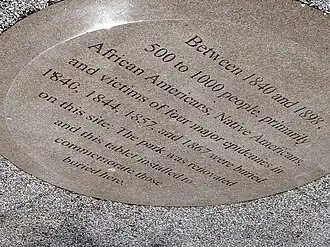 Between 1840 and 1898,
500 to 1000 people, primarily
African Americans, Native Americans,
and victims of four major epidemics in
1840, 1844, 1857, and 1867 were buried
on this site. The park was renovated
and this tablet installed to
commemorate those
buried here.